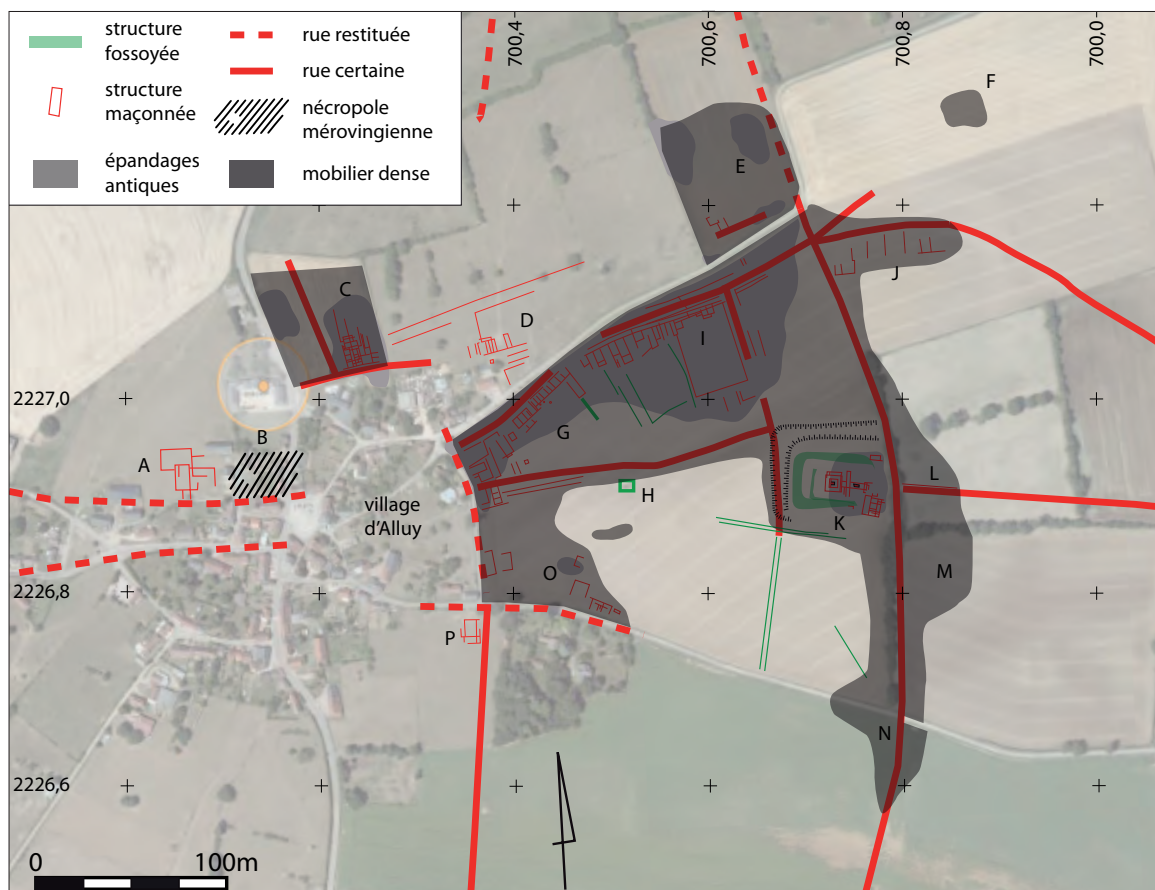 structure
fossoyée
structure
maçonnée
épandages
antiques
rue restituée
rue certaine
nécropole
mérovingienne
mobilier dense
700,4
700,6
700,8
700,0
F
E
C
D
J
I
2227,0
G
B
A
L
H
village
d'Alluy
K
O
M
2226,8
P
N
2226,6
0 100m